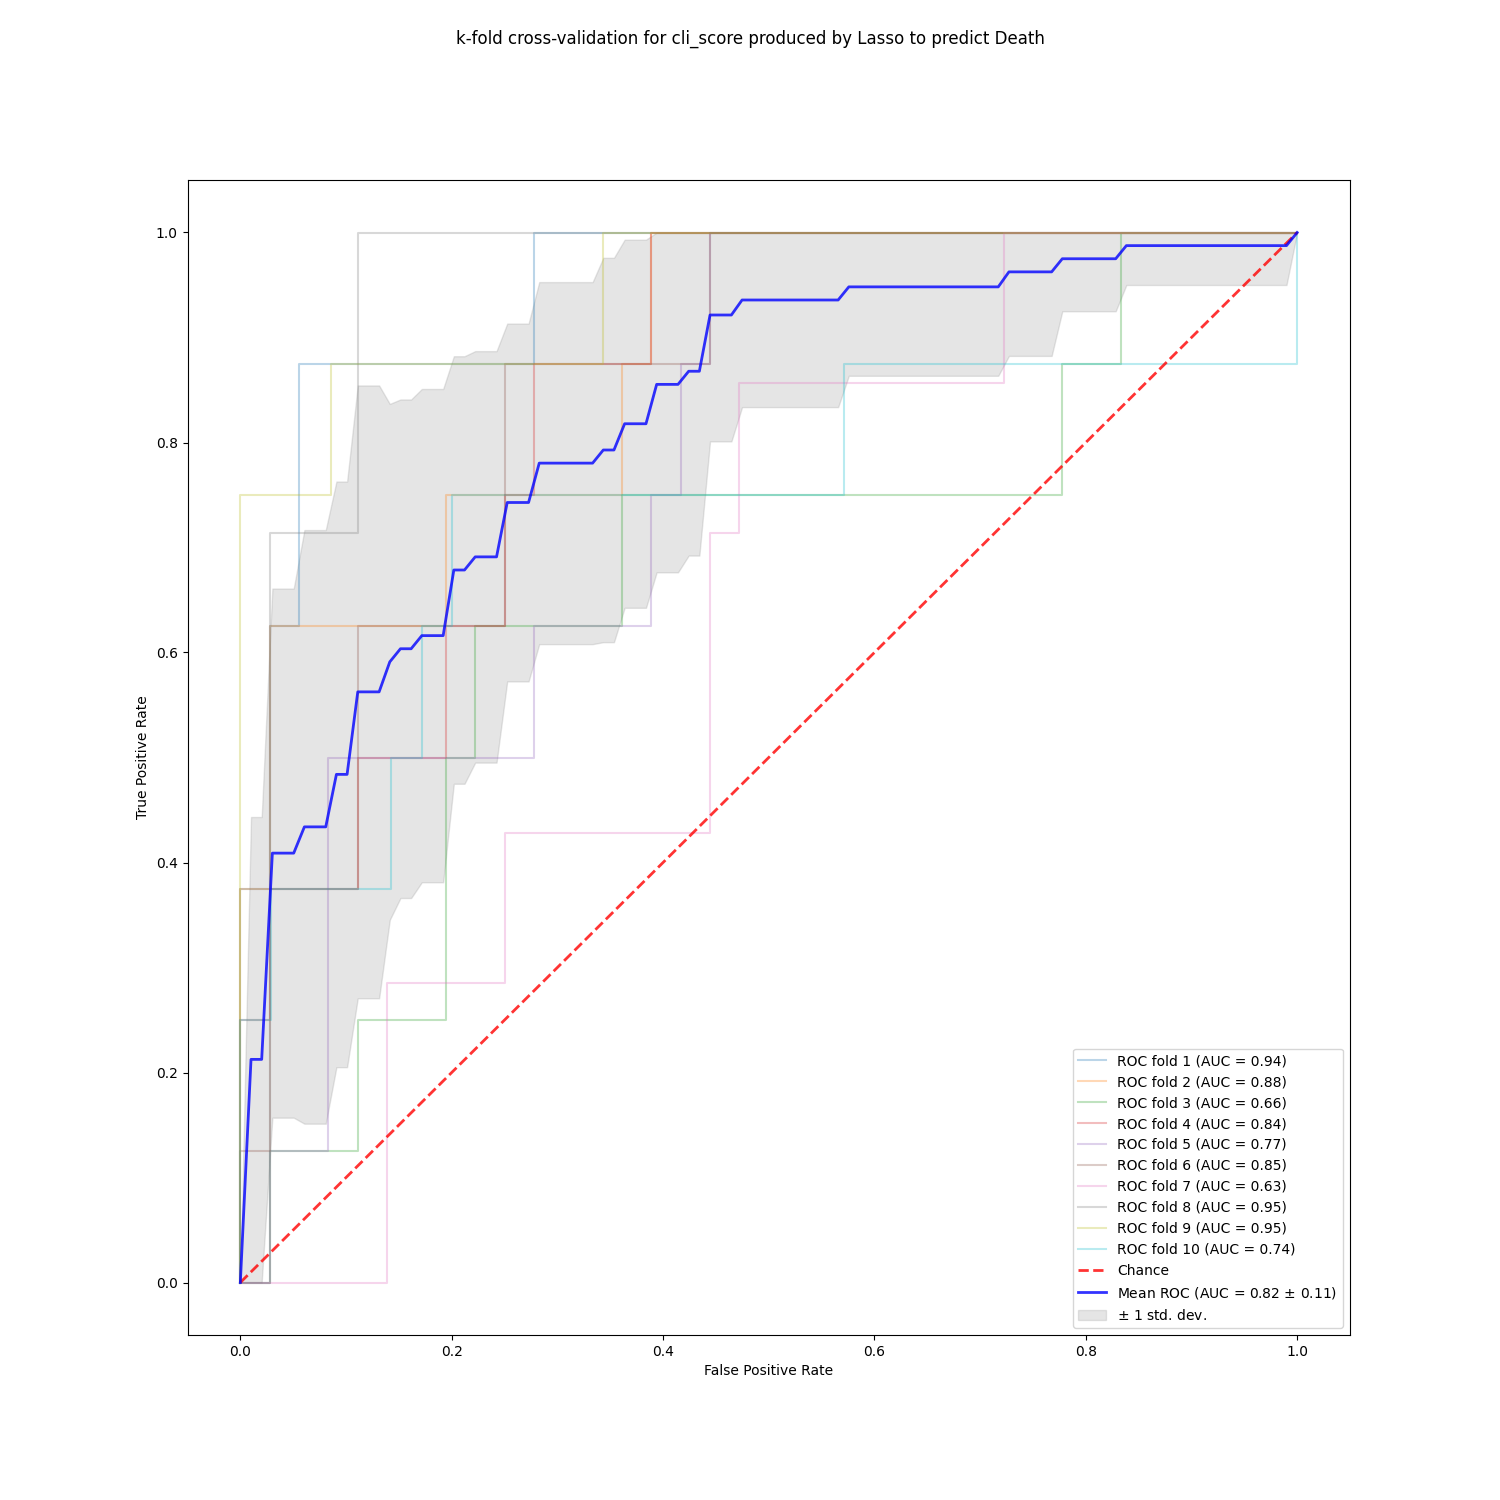 k-fold cross-validation for cli_score produced by Lasso to predict Death
1.0
0.8
0.6
0.4
0.2
0.0
True Positive Rate
0.0 0.2 0.4 0.6 0.8 1.0
False Positive Rate
ROC fold 1 (AUC = 0.94)
ROC fold 2 (AUC = 0.88)
ROC fold 3 (AUC = 0.66)
ROC fold 4 (AUC = 0.84)
ROC fold 5 (AUC = 0.77)
ROC fold 6 (AUC = 0.85)
ROC fold 7 (AUC = 0.63)
ROC fold 8 (AUC = 0.95)
ROC fold 9 (AUC = 0.95)
ROC fold 10 (AUC = 0.74)
Chance
Mean ROC (AUC = 0.82 ± 0.11)
± 1 std. dev.